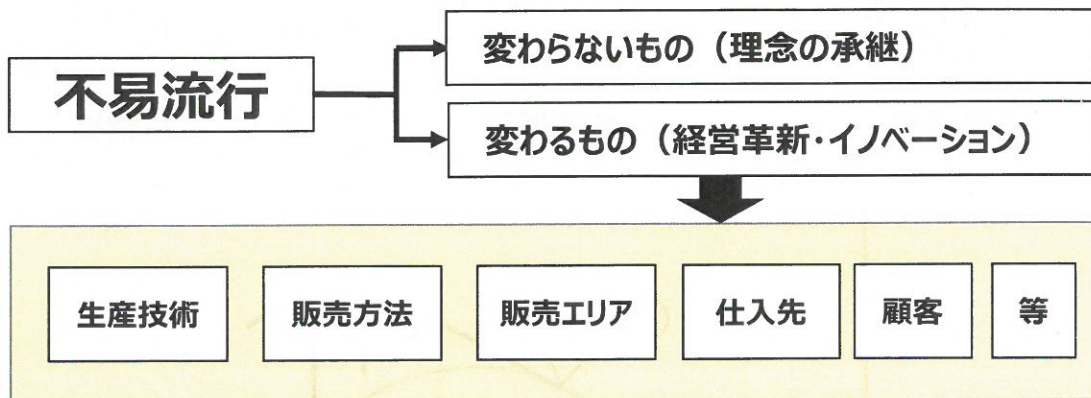 不易流行
変わらないもの（理念の承継）
変わるもの（経営革新・イノベーション）
生産技術
販売方法
販売エリア
仕入先
顧客
等